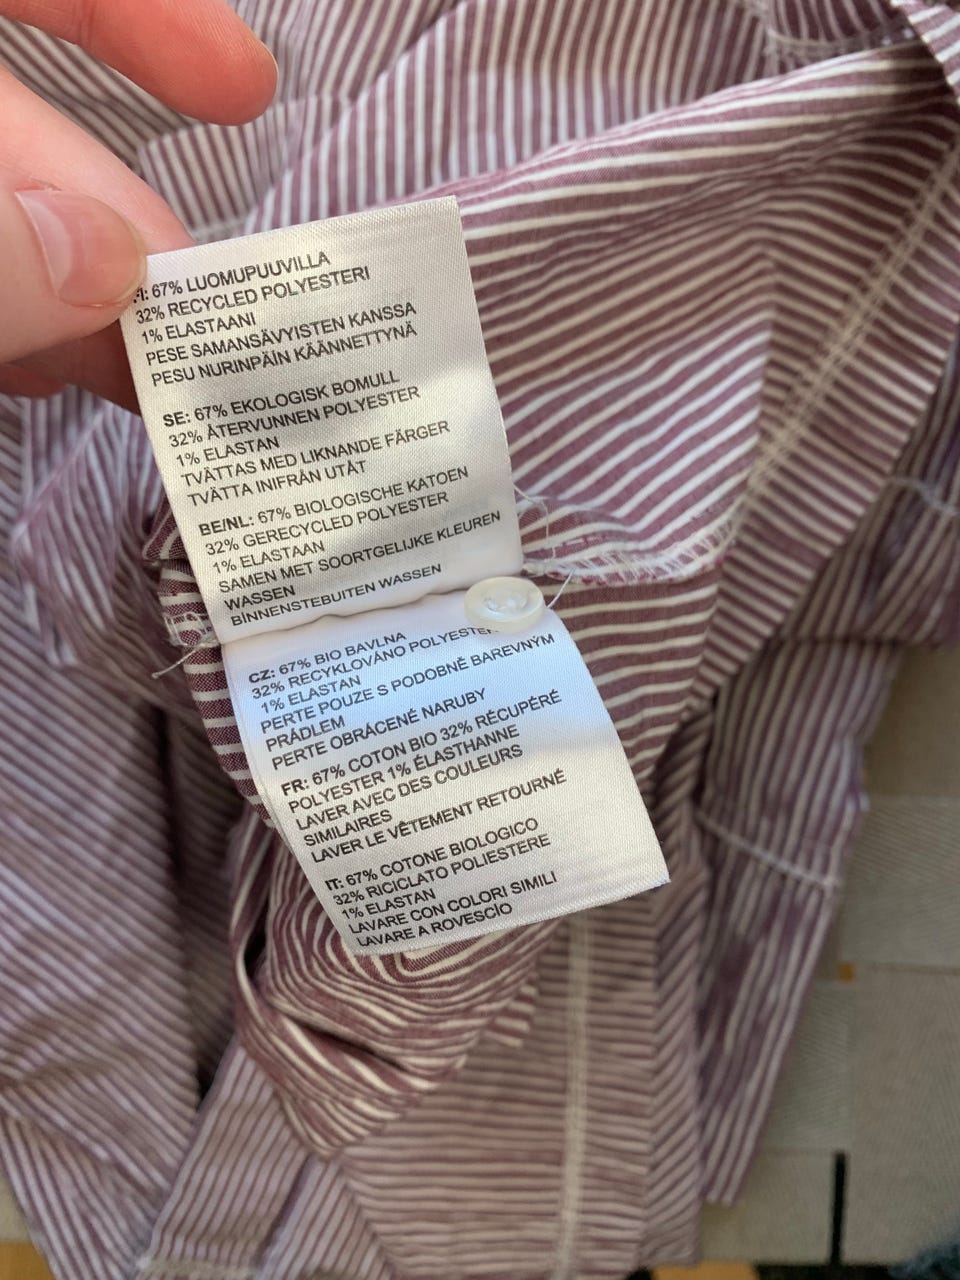 FI: 67% LUOMUPUUVILLA
32% RECYCLED POLYESTERI
1% ELASTAANI
PESE SAMANSÄVYISTEN KANSSA
PESU NURINPÄIN KÄÄNNETTYNÄ
SE: 67% EKOLOGISK BOMULL
32% ÅTERVUNNEN POLYESTER
1% ELASTAN
TVÄTTAS MED LIKNANDE FÄRGER
TVÄTTA INIFRÅN UTÅT
BE/NL: 67% BIOLOGISCHE KATOEN
32% GERECYCLED POLYESTER
1% ELASTAAN
SAMEN MET SOORTGELIJKE KLEUREN
WASSEN
BINNENSTEBUITEN WASSEN
CZ: 67% BIO BAVLNA
32% RECYKLOVÁNO POLYESTER
1% ELASTAN
PERTE POUZE S PODOBNĚ BAREVNÝM
PRÁDLEM
PERTE OBRÁCENÉ NARUBY
FR: 67% COTON BIO 32% RÉCUPÉRÉ
POLYESTER 1% ÉLASTHANNE
LAVER AVEC DES COULEURS
SIMILAIRES
LAVER LE VÊTEMENT RETOURNÉ
IT: 67% COTONE BIOLOGICO
32% RICICLATO POLIESTERE
1% ELASTAN
LAVARE CON COLORI SIMILI
LAVARE A ROVESCIO